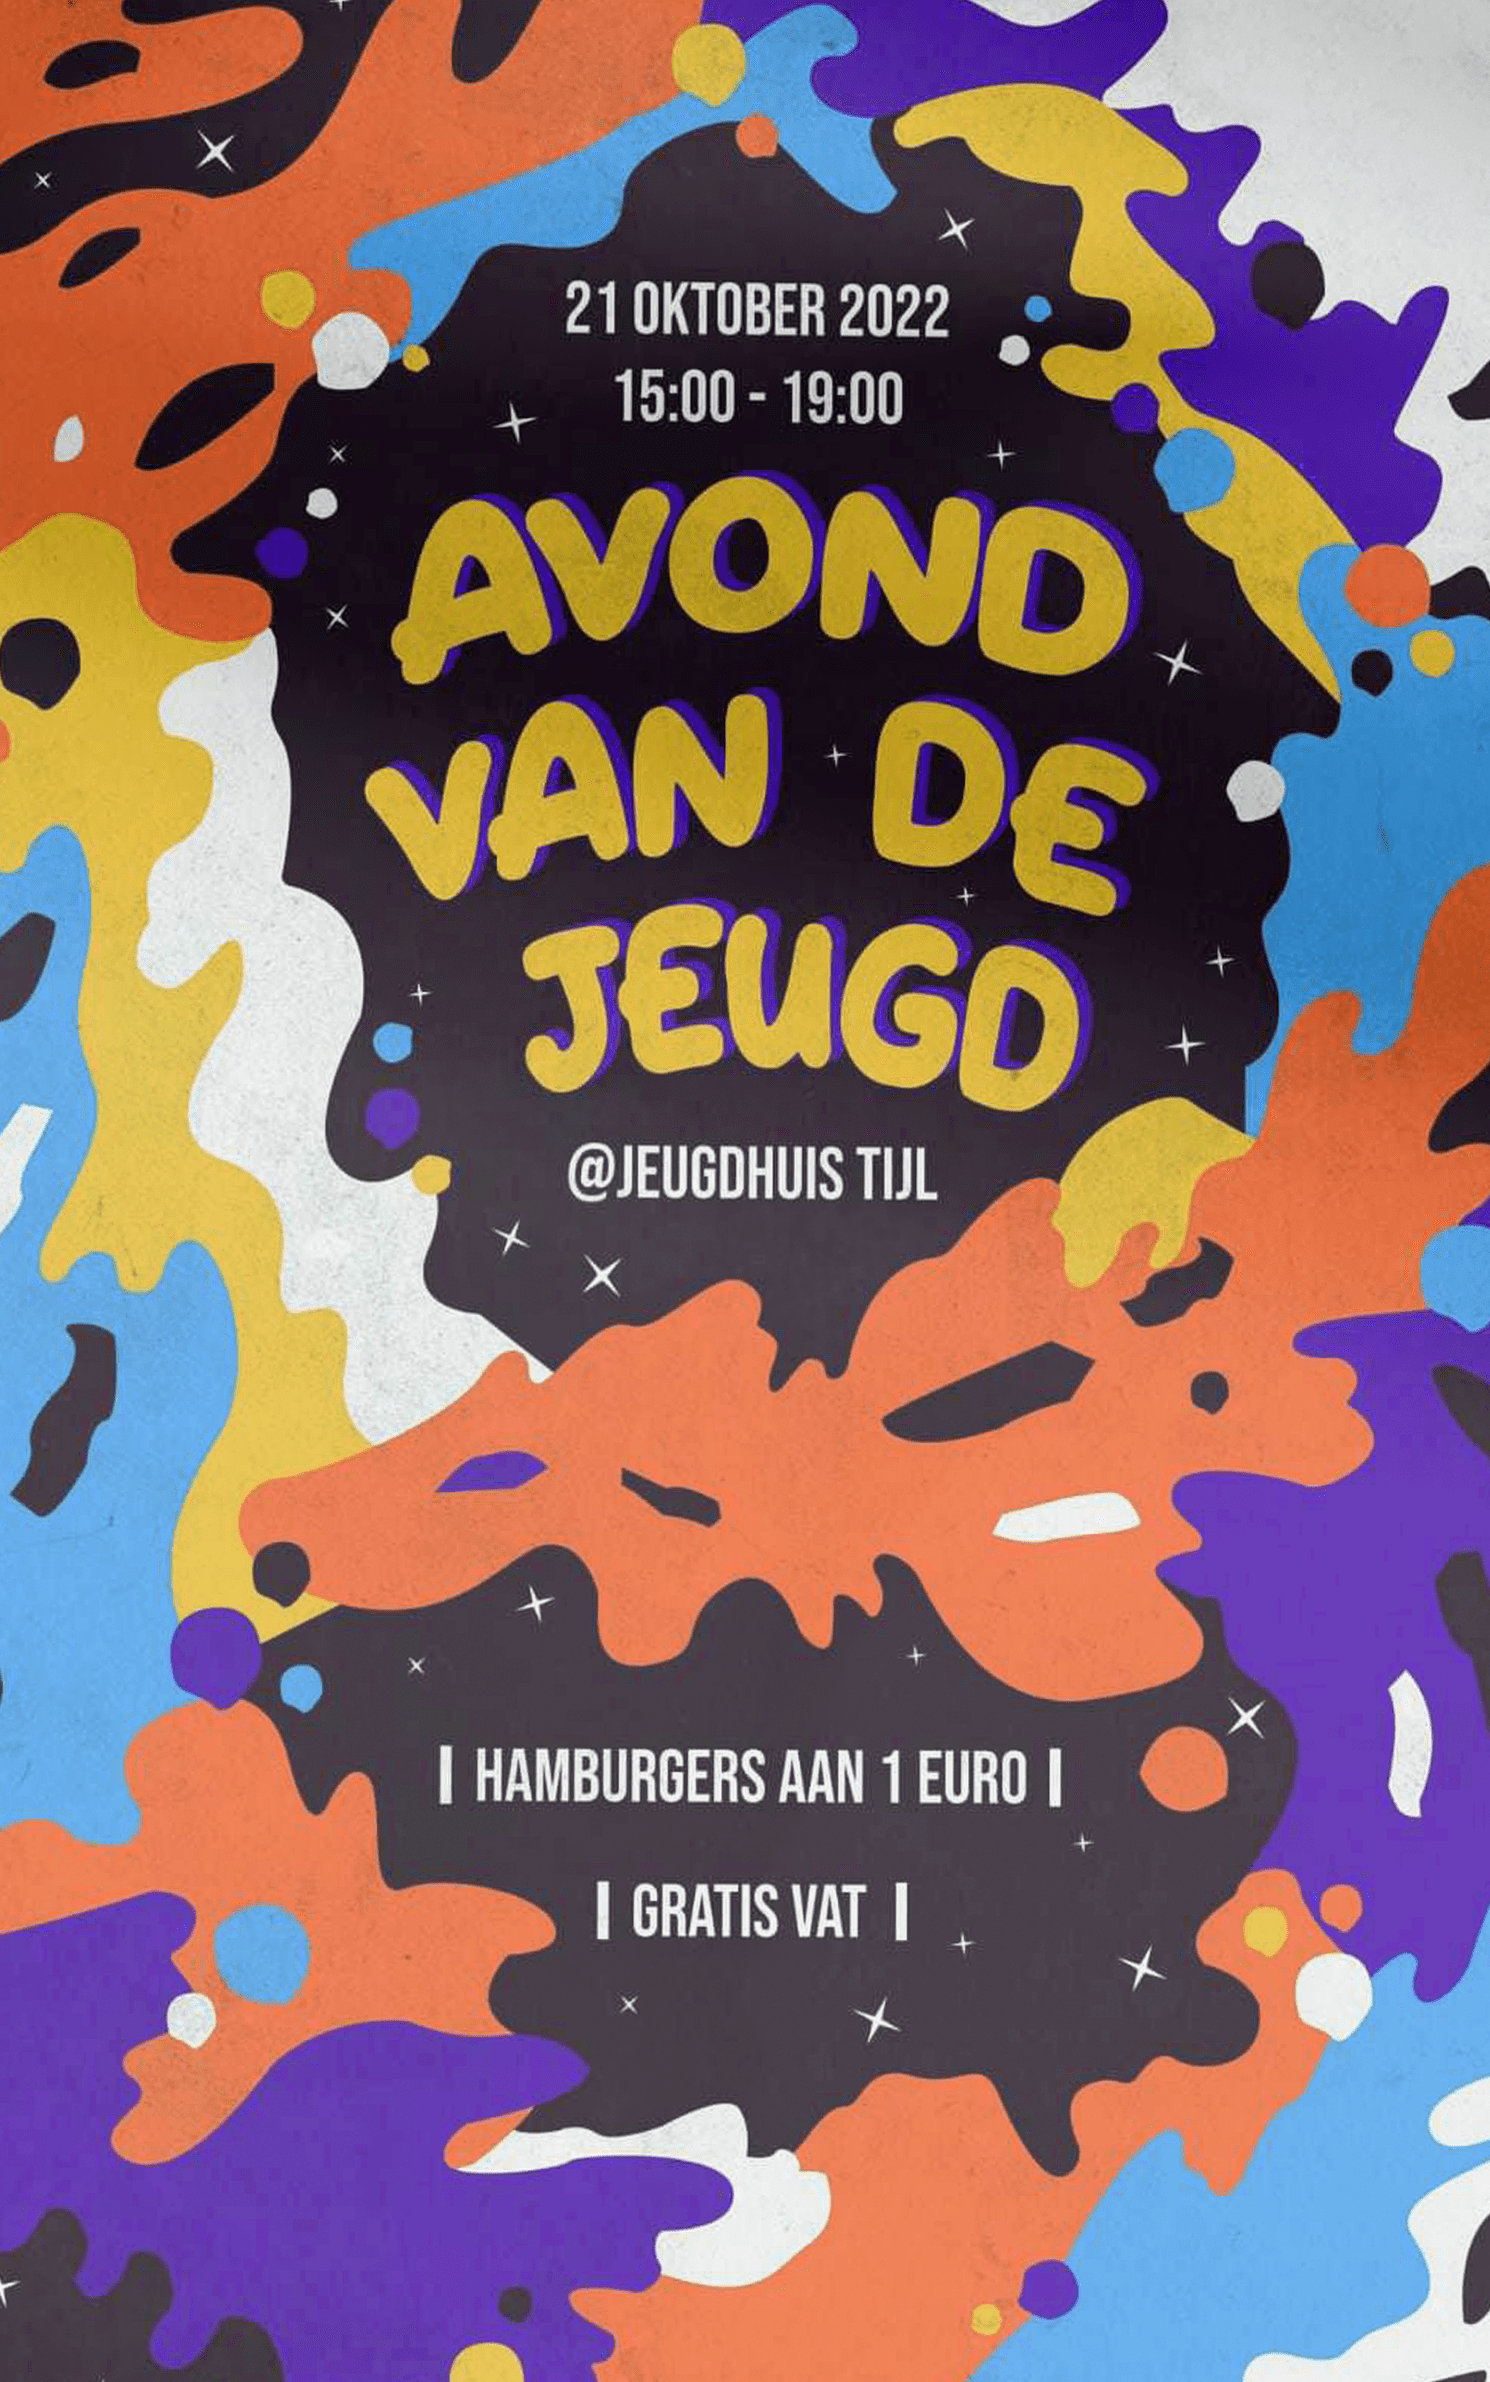 21 OKTOBER 2022
15:00 - 19:00
AVOND
VAN DE
JEUGD
@JEUGDHUIS TIJL
| HAMBURGERS AAN 1 EURO |
| GRATIS VAT |